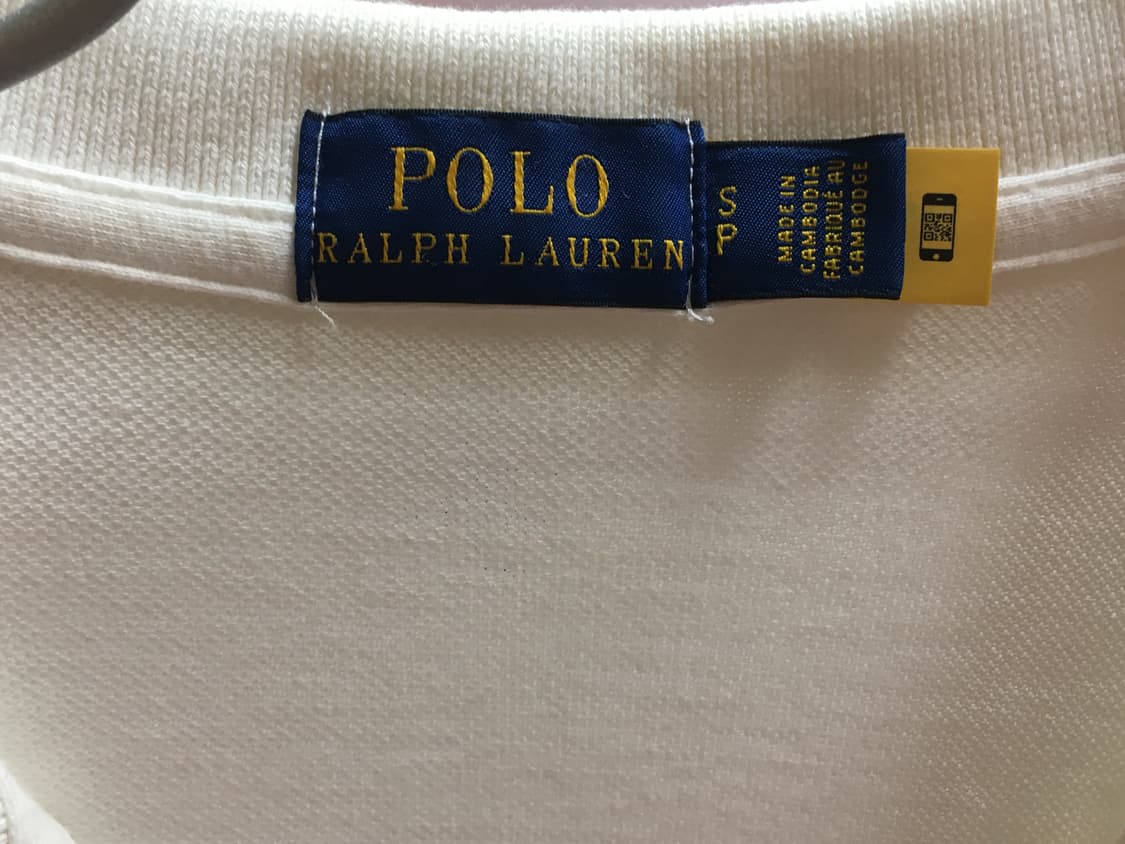 POLO
RALPH LAUREN
S
P
MADE IN
CAMBODIA
FABRIQUÉ AU
CAMBODGE